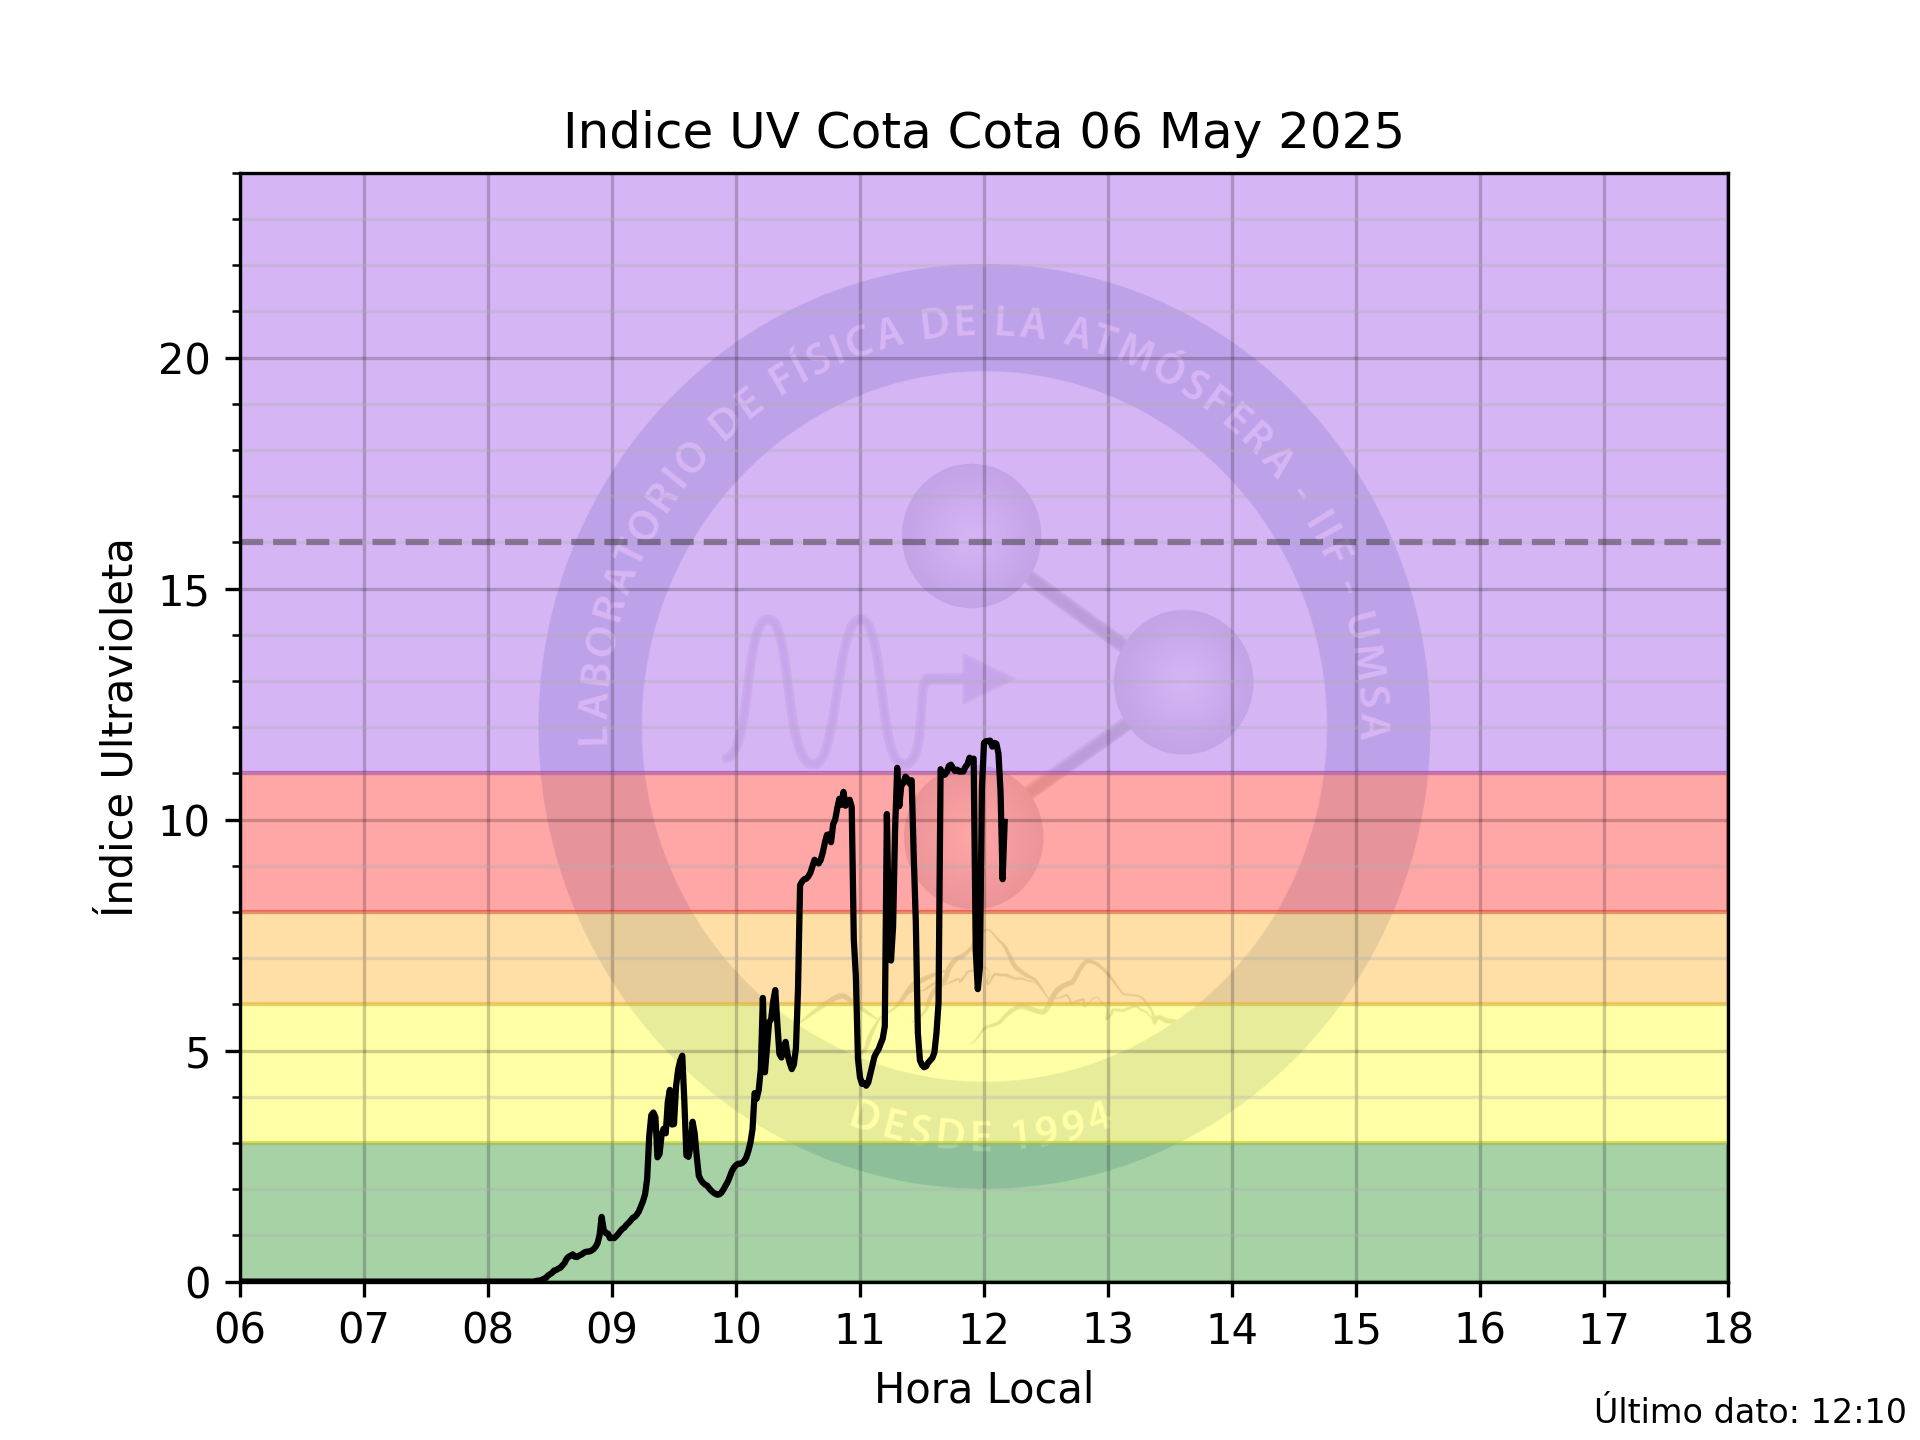 Indice UV Cota Cota 06 May 2025
LABORATORIO DE FÍSICA DE LA ATMÓSFERA - IIF - UMSA
DESDE 1994
Índice Ultravioleta
20
15
10
5
0
06 07 08 09 10 11 12 13 14 15 16 17 18
Hora Local
Último dato: 12:10